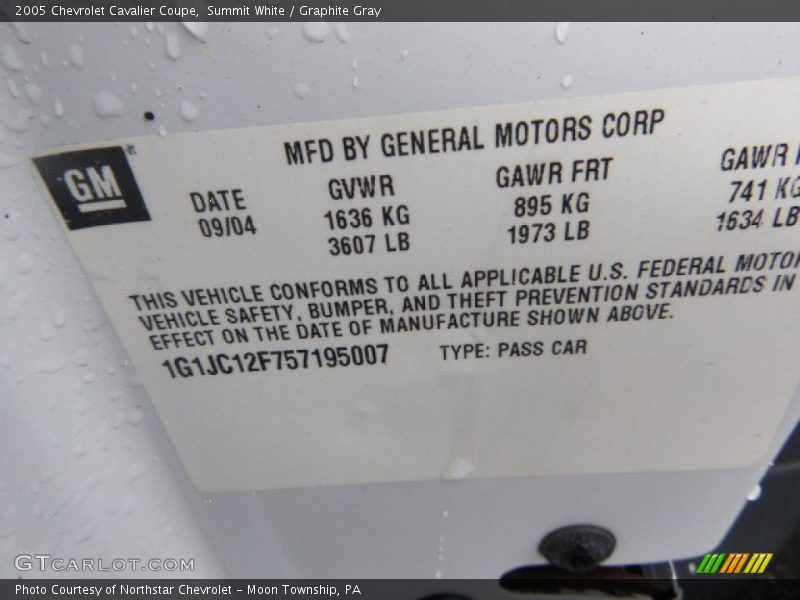 2005 Chevrolet Cavalier Coupe, Summit White / Graphite Gray
MFD BY GENERAL MOTORS CORP
GM
DATE
09/04
GVWR
1636 KG
3607 LB
GAWR FRT
895 KG
1973 LB
GAWR
741 KG
1634 LB
THIS VEHICLE CONFORMS TO ALL APPLICABLE U.S. FEDERAL MOTOR
VEHICLE SAFETY, BUMPER, AND THEFT PREVENTION STANDARDS IN
EFFECT ON THE DATE OF MANUFACTURE SHOWN ABOVE.
1G1JC12F757195007 TYPE: PASS CAR
GTCARLOT.COM
Photo Courtesy of Northstar Chevrolet - Moon Township, PA